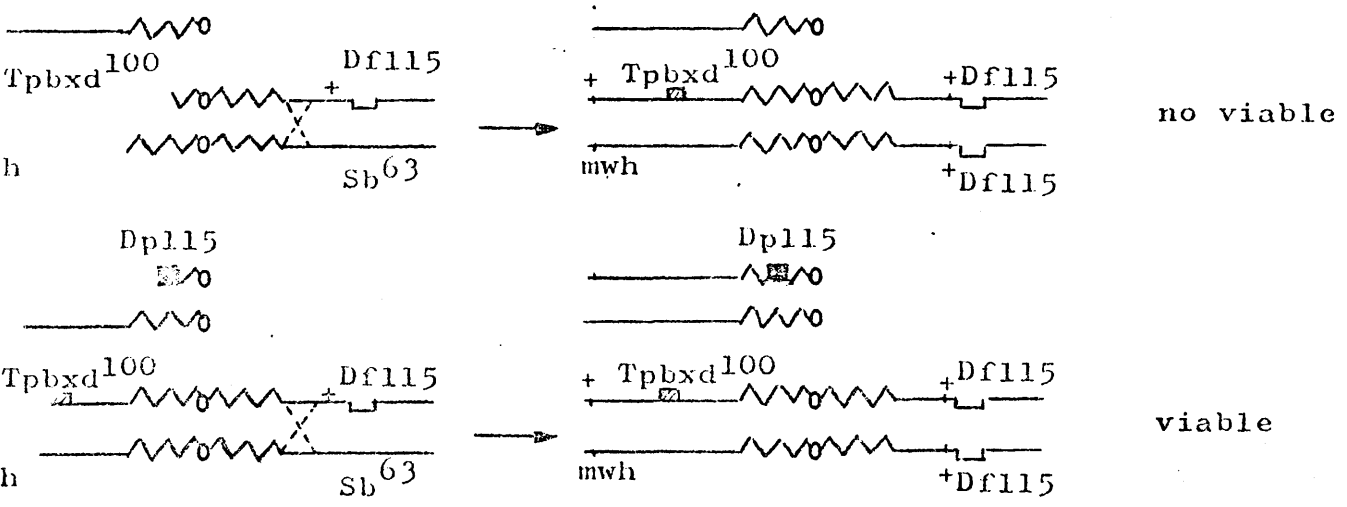 Tpbxd100 Df115
+
Sb63
h
+ Tpbxd100 +Df115
mwh +Df115
no viable
Dp115
Tpbxd100 + Df115
h Sb63
Dp115
+ Tpbxd100 +Df115
mwh +Df115
viable